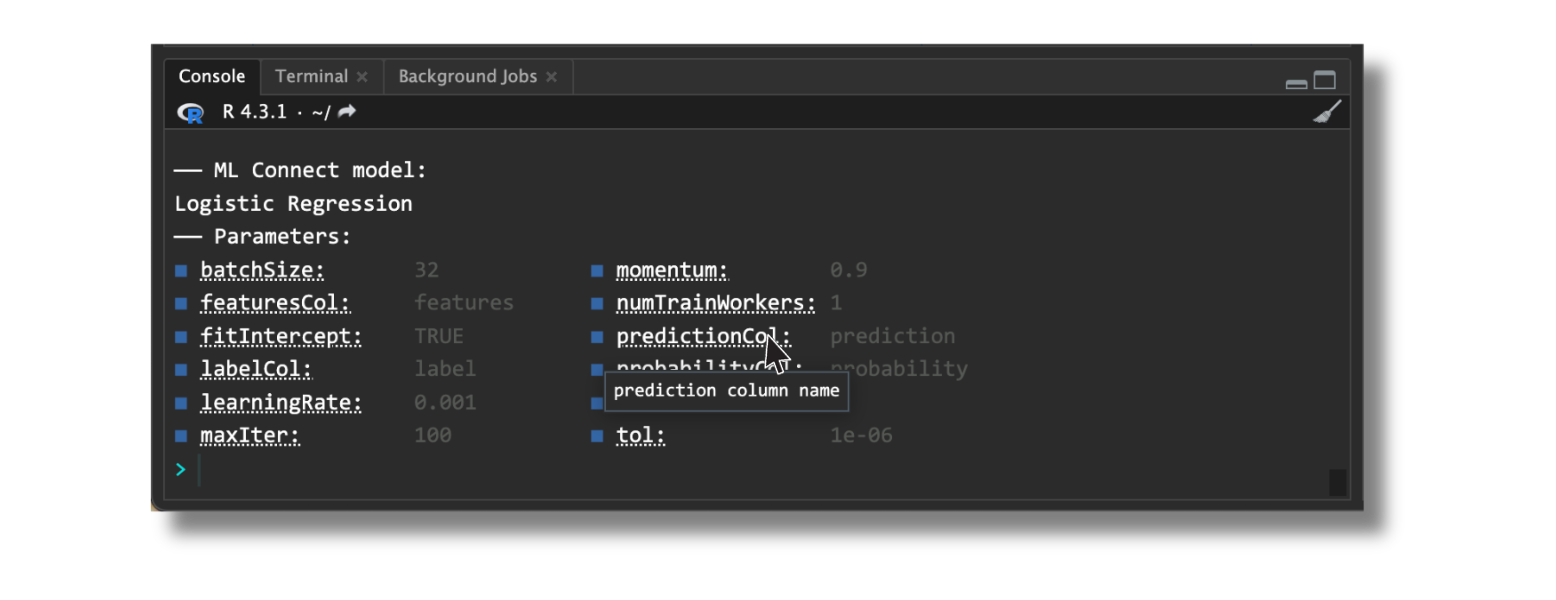 Console Terminal × Background Jobs ×
R R 4.3.1 · ~/
—— ML Connect model:
Logistic Regression
—— Parameters:
■ batchSize: 32 ■ momentum: 0.9
■ featuresCol: features ■ numTrainWorkers: 1
■ fitIntercept: TRUE ■ predictionCol: prediction
■ labelCol: label ■ probabilityCol: probability
prediction column name
■ learningRate: 0.001 ■
■ maxIter: 100 ■ tol: 1e-06
>